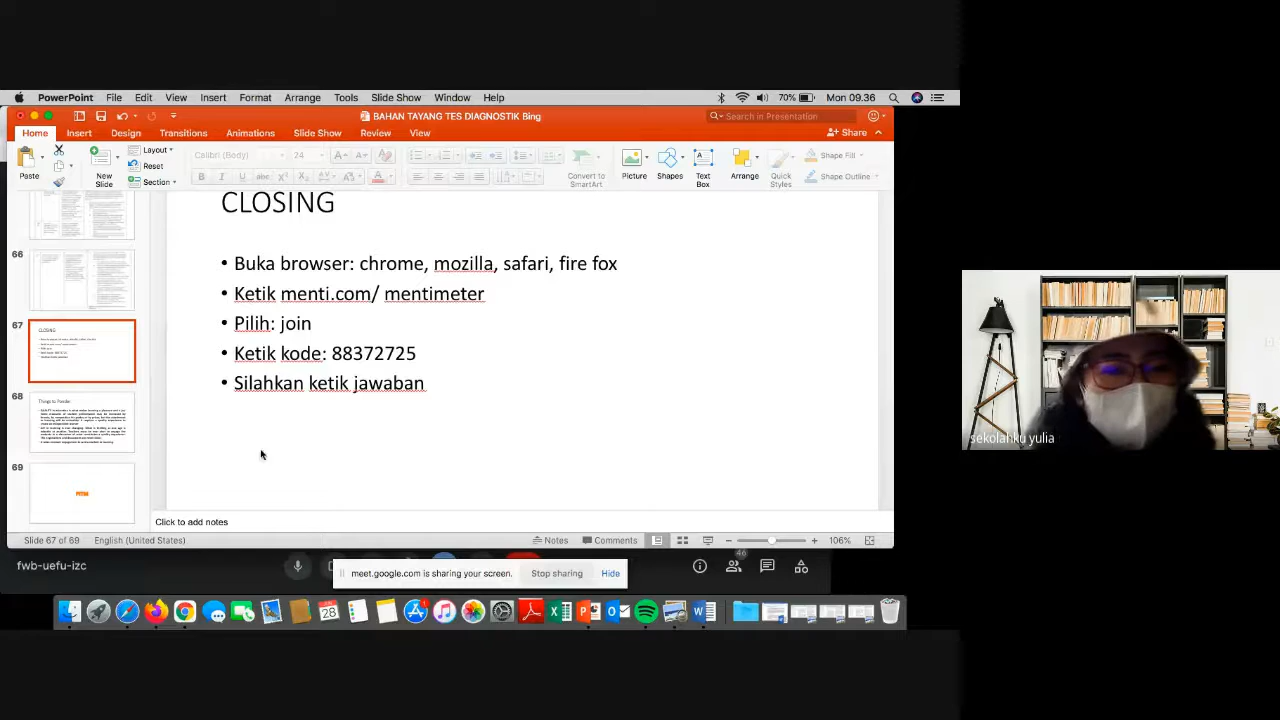 PowerPoint File Edit View Insert Format Arrange Tools Slide Show Window Help 70% Mon 09.36
BAHAN TAYANG TES DIAGNOSTIK Bing
Search in Presentation
Home Insert Design Transitions Animations Slide Show Review View
Share
Paste
New Slide
Layout
Reset
Section
Calibri (Body) 24
Convert to SmartArt
Picture
Shapes
Text Box
Arrange
Quick Styles
Shape Fill
Shape Outline
66
67
68
69
CLOSING
Things to Ponder
CLOSING
• Buka browser: chrome, mozilla, safari, fire fox
• Ketik menti.com/ mentimeter
• Pilih: join
• Ketik kode: 88372725
• Silahkan ketik jawaban
sekolahku yulia
Click to add notes
Slide 67 of 69 English (United States) Notes Comments 106%
fwb-uefu-izc
46
meet.google.com is sharing your screen. Stop sharing Hide
28